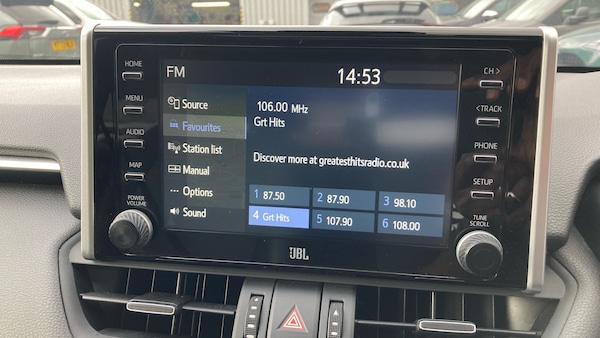 FM
14:53
HOME
MENU
AUDIO
MAP
POWER
VOLUME
Source
Favourites
Station list
Manual
Options
Sound
106.00 MHz
Grt Hits
Discover more at greatesthitsradio.co.uk
1 87.50
2 87.90
3 98.10
4 Grt Hits
5 107.90
6 108.00
CH >
< TRACK
PHONE
SETUP
TUNE
SCROLL
JBL